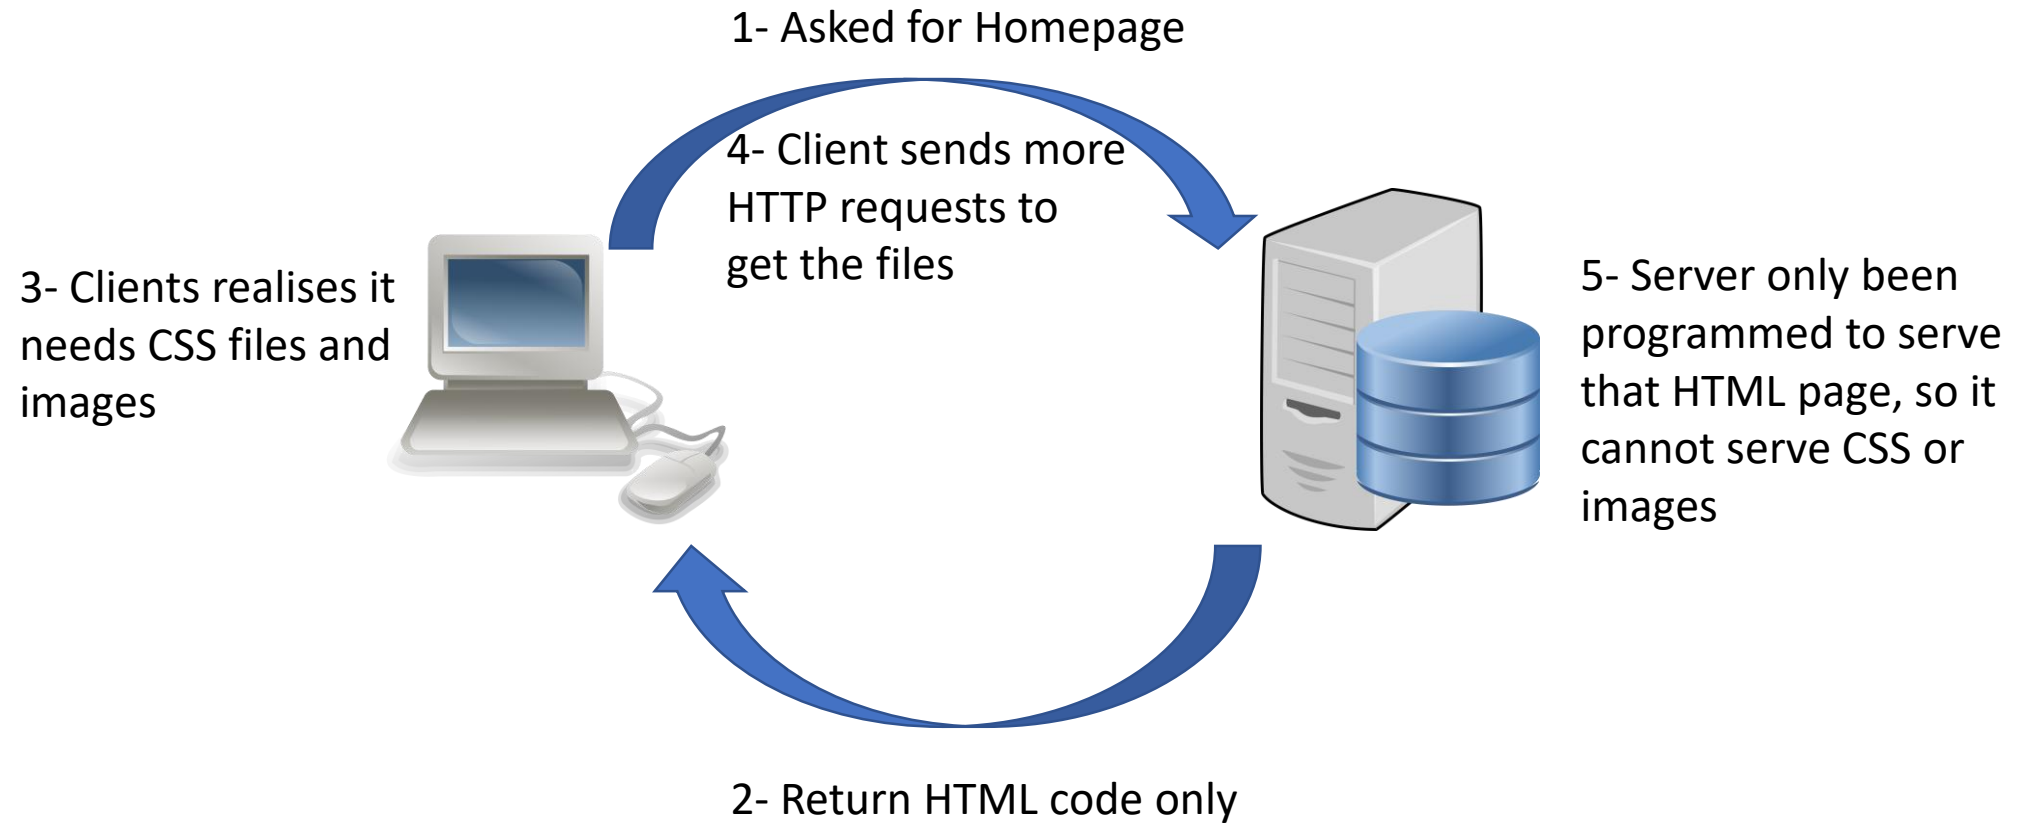 1- Asked for Homepage
4- Client sends more
HTTP requests to
get the files
3- Clients realises it
needs CSS files and
images
5- Server only been
programmed to serve
that HTML page, so it
cannot serve CSS or
images
2- Return HTML code only